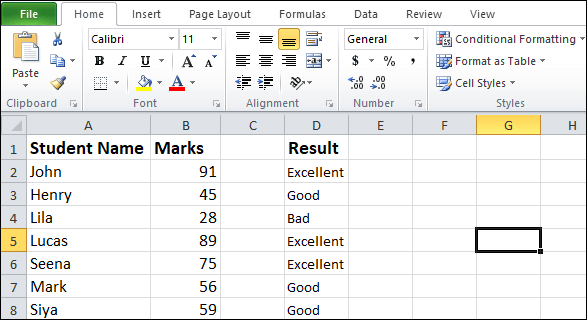 File Home Insert Page Layout Formulas Data Review View
Calibri 11 General Conditional Formatting
Paste B I U A A $ % , Format as Table
A .00 .0 Cell Styles
Clipboard Font Alignment Number Styles
A B C D E F G H
1 Student Name Marks Result
2 John 91 Excellent
3 Henry 45 Good
4 Lila 28 Bad
5 Lucas 89 Excellent
6 Seena 75 Excellent
7 Mark 56 Good
8 Siya 59 Good